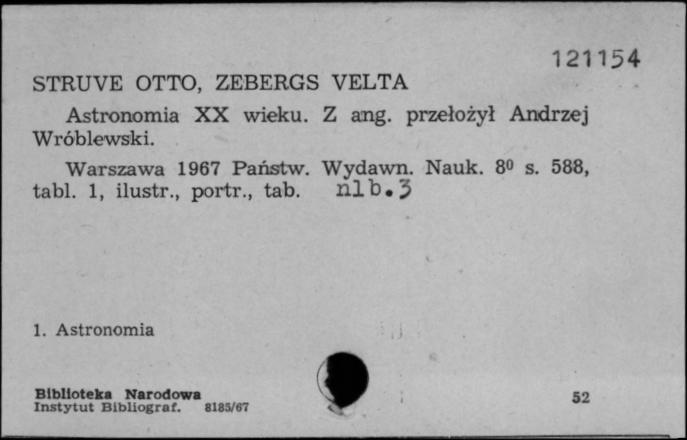 121154
STRUVE OTTO, ZEBERGS VELTA
Astronomia XX wieku. Z ang. przełożył Andrzej
Wróblewski.
Warszawa 1967 Państw. Wydawn. Nauk. 8⁰ s. 588,
tabl. 1, ilustr., portr., tab. nlb.3
1. Astronomia
Biblioteka Narodowa
Instytut Bibliograf. 8185/67
52